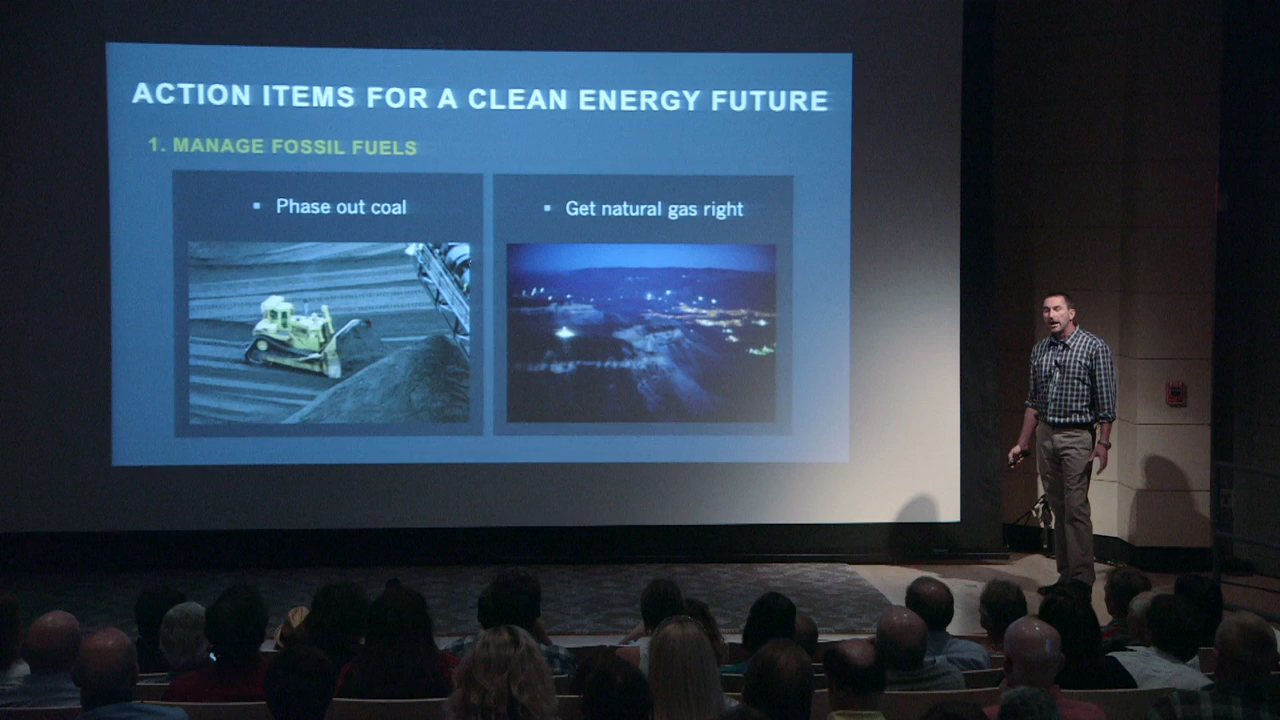 ACTION ITEMS FOR A CLEAN ENERGY FUTURE
1. MANAGE FOSSIL FUELS
▪ Phase out coal
▪ Get natural gas right